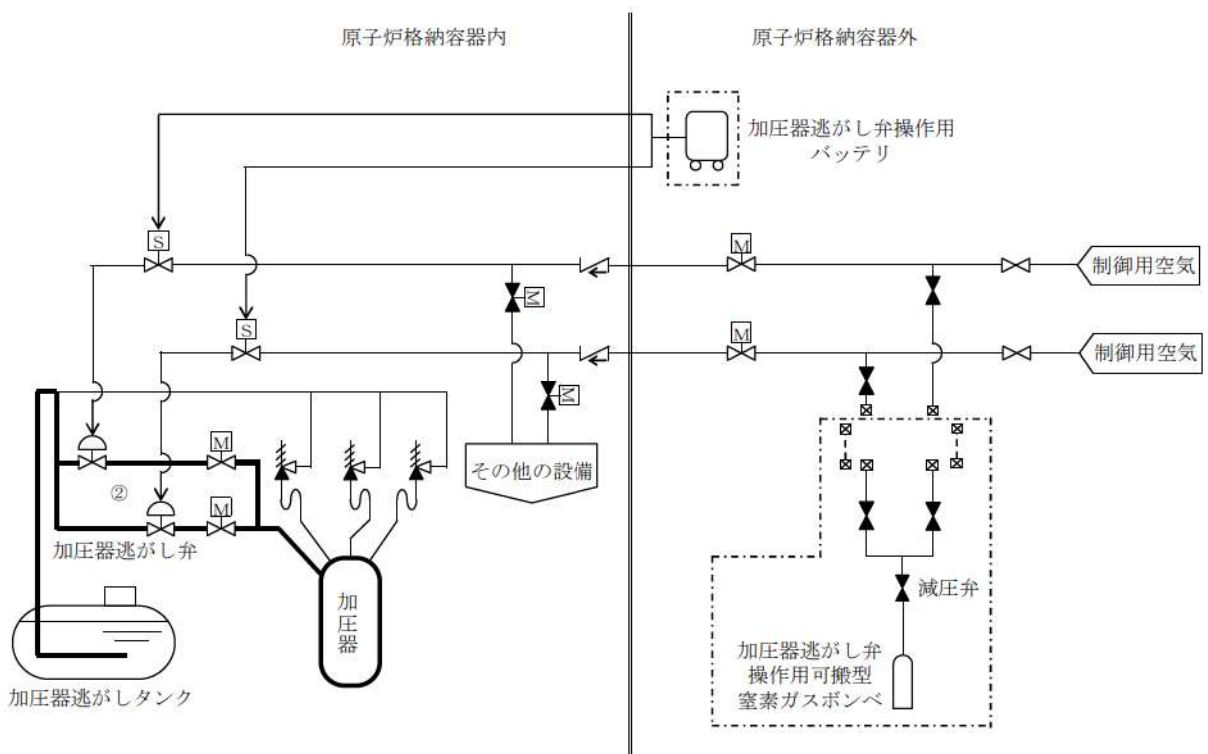 原子炉格納容器内
原子炉格納容器外
加圧器逃がし弁操作用
バッテリ
S
M
制御用空気
M
S
M
制御用空気
M
M
M
②
M
その他の設備
加圧器逃がし弁
加圧器
減圧弁
加圧器逃がし弁
操作用可搬型
窒素ガスボンベ
加圧器逃がしタンク